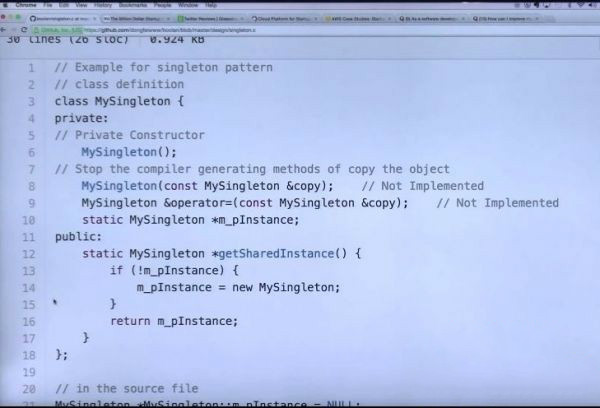 Chrome File Edit View History Bookmarks People Window Help
30 lines (26 sloc) 0.924 KB
1 // Example for singleton pattern
2 // class definition
3 class MySingleton {
4 private:
5 // Private Constructor
6 MySingleton();
7 // Stop the compiler generating methods of copy the object
8 MySingleton(const MySingleton &copy); // Not Implemented
9 MySingleton &operator=(const MySingleton &copy); // Not Implemented
10 static MySingleton *m_pInstance;
11 public:
12 static MySingleton *getSharedInstance() {
13 if (!m_pInstance) {
14 m_pInstance = new MySingleton;
15 }
16 return m_pInstance;
17 }
18 };
19
20 // in the source file
21 MySingleton *MySingleton::m_pInstance = NULL;